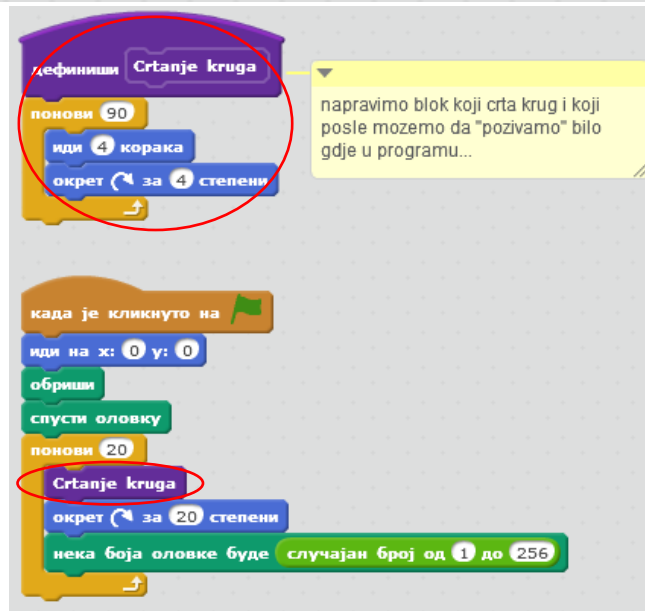 дефиниши Crtanje kruga
понови 90
иди 4 корака
окрет за 4 степени
napravimo blok koji crta krug i koji
posle mozemo da "pozivamo" bilo
gdje u programu...
када је кликнуто на
иди на x: 0 y: 0
обриши
спусти оловку
понови 20
Crtanje kruga
окрет за 20 степени
нека боја оловке буде случајан број од 1 до 256